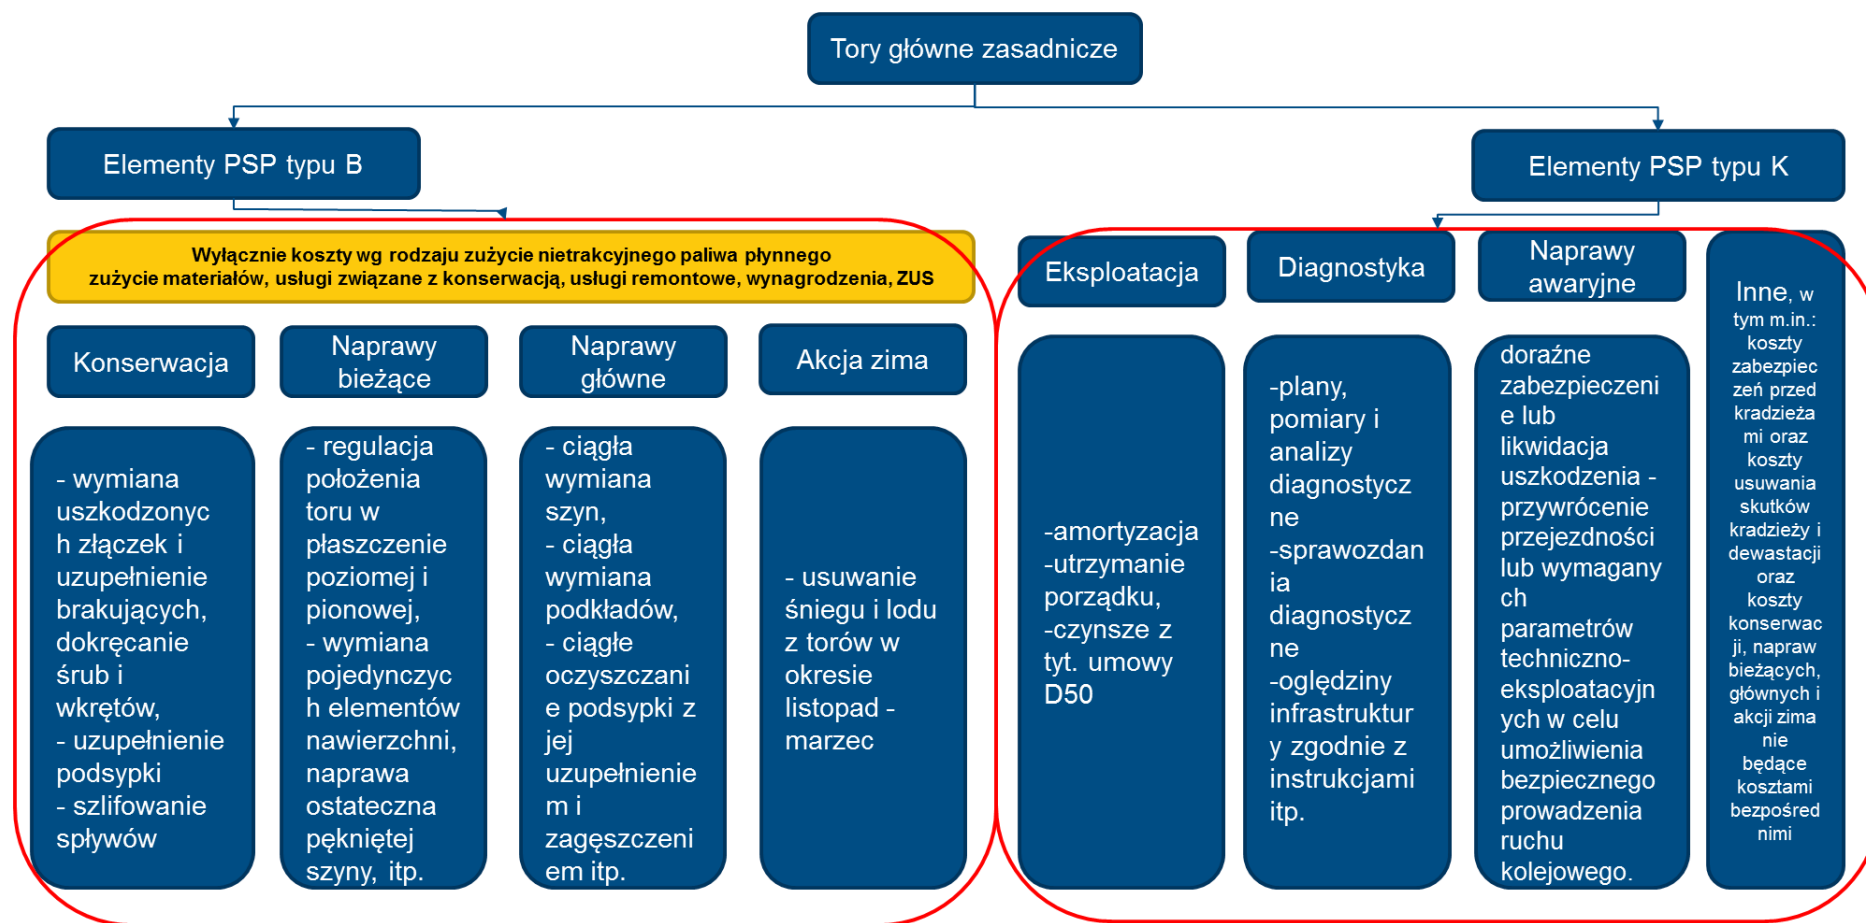 Tory główne zasadnicze
Elementy PSP typu B
Elementy PSP typu K
Wyłącznie koszty wg rodzaju zużycie nietrakcyjnego paliwa płynnego
zużycie materiałów, usługi związane z konserwacją, usługi remontowe, wynagrodzenia, ZUS
Konserwacja
Naprawy
bieżące
Naprawy
główne
Akcja zima
- wymiana
uszkodzonyc
h złączek i
uzupełnienie
brakujących,
dokręcanie
śrub i
wkrętów,
- uzupełnienie
podsypki
- szlifowanie
spływów
- regulacja
położenia
toru w
płaszczenie
poziomej i
pionowej,
- wymiana
pojedynczyc
h elementów
nawierzchni,
naprawa
ostateczna
pękniętej
szyny, itp.
- ciągła
wymiana
szyn,
- ciągła
wymiana
podkładów,
- ciągłe
oczyszczani
e podsypki z
jej
uzupełnienie
m i
zagęszczeni
em itp.
- usuwanie
śniegu i lodu
z torów w
okresie
listopad -
marzec
Eksploatacja
Diagnostyka
Naprawy
awaryjne
-amortyzacja
-utrzymanie
porządku,
-czynsze z
tyt. umowy
D50
-plany,
pomiary i
analizy
diagnostycz
ne
-sprawozdan
ia
diagnostycz
ne
-oględziny
infrastruktur
y zgodnie z
instrukcjami
itp.
doraźne
zabezpieczeni
e lub
likwidacja
uszkodzenia -
przywrócenie
przejezdności
lub wymagany
ch
parametrów
techniczno-
eksploatacyjn
ych w celu
umożliwienia
bezpiecznego
prowadzenia
ruchu
kolejowego.
Inne, w
tym m.in.:
koszty
zabezpiec
zeń przed
kradzieża
mi oraz
koszty
usuwania
skutków
kradzieży i
dewastacji
oraz
koszty
konserwac
ji, napraw
bieżących,
głównych i
akcji zima
nie
będące
kosztami
bezpośred
nimi